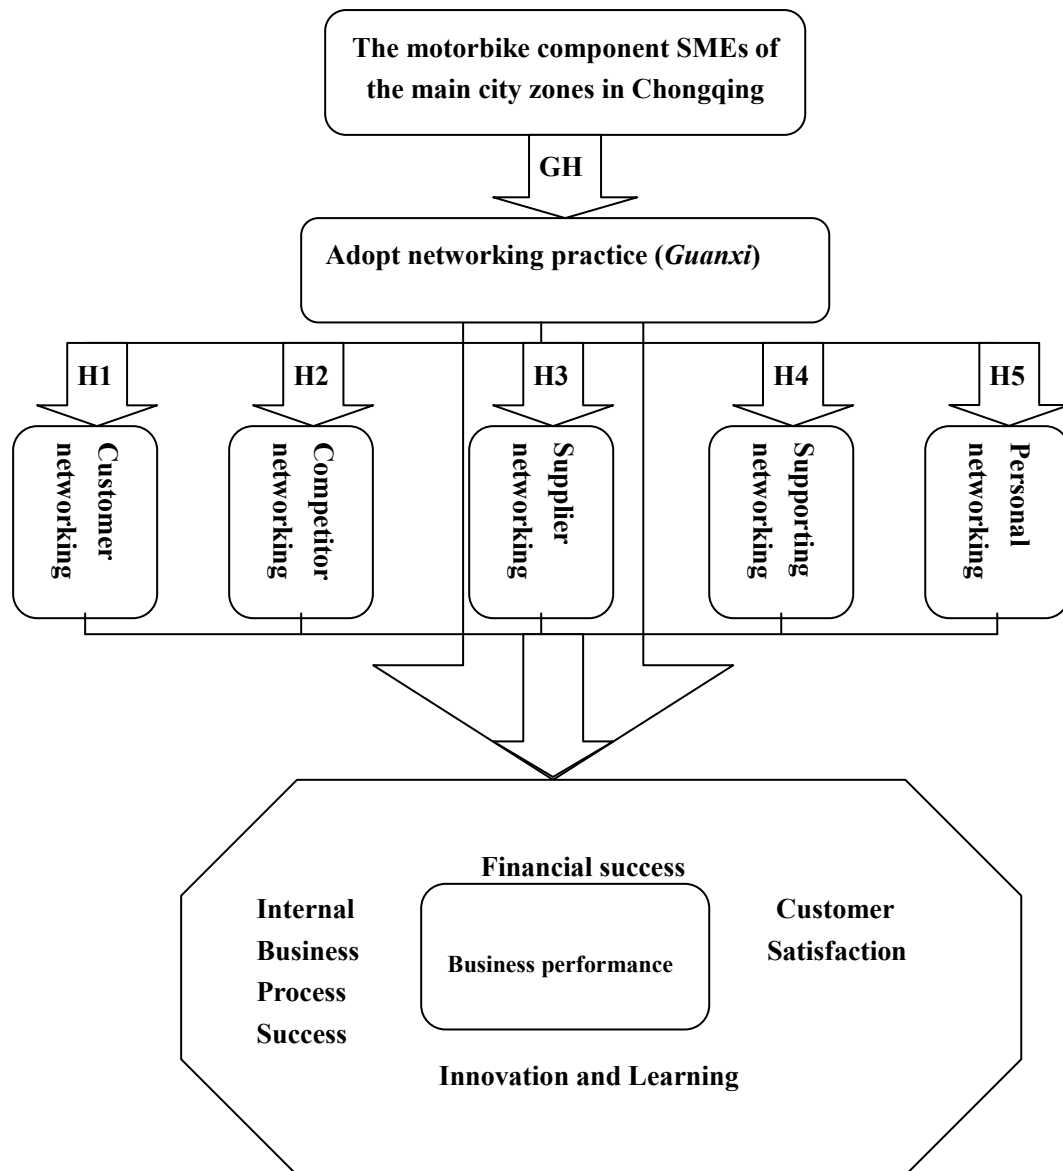 The motorbike component SMEs of
the main city zones in Chongqing
GH
Adopt networking practice (Guanxi)
H1
H2
H3
H4
H5
Customer
networking
Competitor
networking
Supplier
networking
Supporting
networking
Personal
networking
Financial success
Internal
Business
Process
Success
Business performance
Customer
Satisfaction
Innovation and Learning